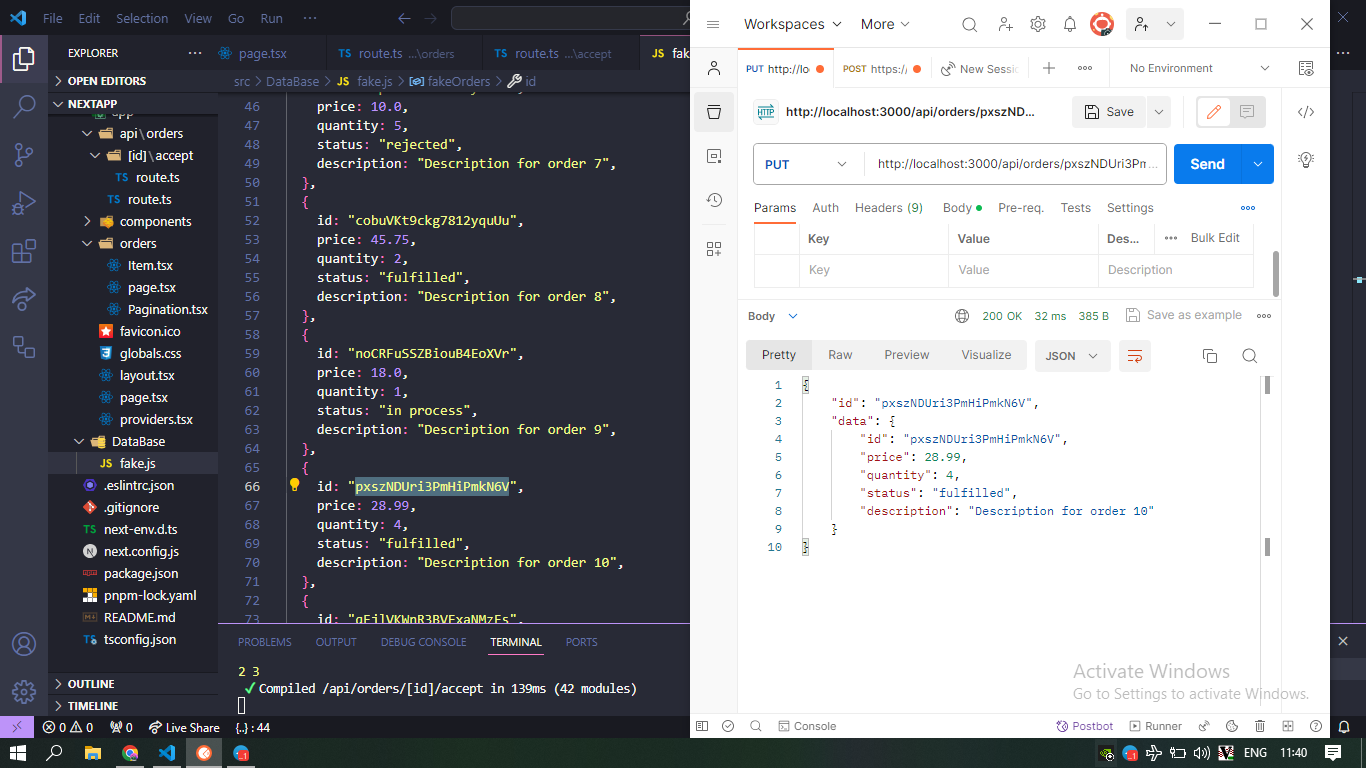 File Edit Selection View Go Run ···
EXPLORER ···
OPEN EDITORS
NEXTAPP
app
api\orders
[id]\accept
TS route.ts
TS route.ts
components
orders
Item.tsx
page.tsx
Pagination.tsx
favicon.ico
globals.css
layout.tsx
page.tsx
providers.tsx
DataBase
JS fake.js
.eslintrc.json
.gitignore
TS next-env.d.ts
next.config.js
package.json
pnpm-lock.yaml
README.md
tsconfig.json
OUTLINE
TIMELINE
page.tsx TS route.ts ...\orders TS route.ts ...\accept JS
src > DataBase > JS fake.js > fakeOrders > id
46 price: 10.0,
47 quantity: 5,
48 status: "rejected",
49 description: "Description for order 7",
50 },
51 {
52 id: "cobuVKt9ckg7812yquUu",
53 price: 45.75,
54 quantity: 2,
55 status: "fulfilled",
56 description: "Description for order 8",
57 },
58 {
59 id: "noCRFuSSZBiouB4EoXVr",
60 price: 18.0,
61 quantity: 1,
62 status: "in process",
63 description: "Description for order 9",
64 },
65 {
66 id: "pxszNDUri3PmHiPmkN6V",
67 price: 28.99,
68 quantity: 4,
69 status: "fulfilled",
70 description: "Description for order 10",
71 },
72 {
73
PROBLEMS OUTPUT DEBUG CONSOLE TERMINAL PORTS
2 3
✓ Compiled /api/orders/[id]/accept in 139ms (42 modules)
0 0 0 Live Share {..} : 44
Workspaces More
PUT http://lo POST https:/ New Sessi No Environment
HTTP http://localhost:3000/api/orders/pxszND... Save
PUT http://localhost:3000/api/orders/pxszNDUri3Pm... Send
Params Auth Headers (9) Body Pre-req. Tests Settings
Key Value Des... Bulk Edit
Key Value Description
Body 200 OK 32 ms 385 B Save as example
Pretty Raw Preview Visualize JSON
1 {
2 "id": "pxszNDUri3PmHiPmkN6V",
3 "data": {
4 "id": "pxszNDUri3PmHiPmkN6V",
5 "price": 28.99,
6 "quantity": 4,
7 "status": "fulfilled",
8 "description": "Description for order 10"
9 }
10 }
Activate Windows
Go to Settings to activate Windows.
Console Postbot Runner
ENG 11:40